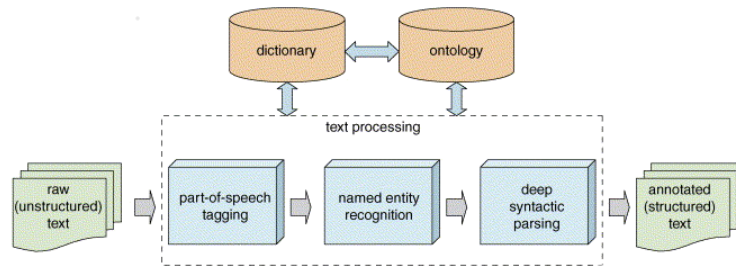 dictionary
ontology
text processing
raw
(unstructured)
text
part-of-speech
tagging
named entity
recognition
deep
syntactic
parsing
annotated
(structured)
text